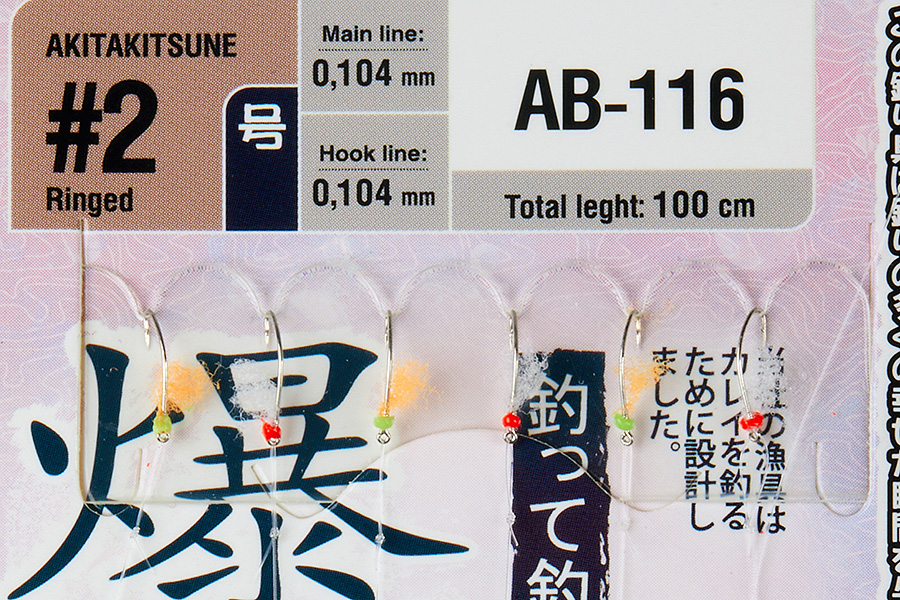 AKITAKITSUNE
#2
Ringed
号
Main line:
0,104 mm
Hook line:
0,104 mm
AB-116
Total leght: 100 cm
爆
釣って釣
の漁具は
カレイを釣る
ために設計し
ました。